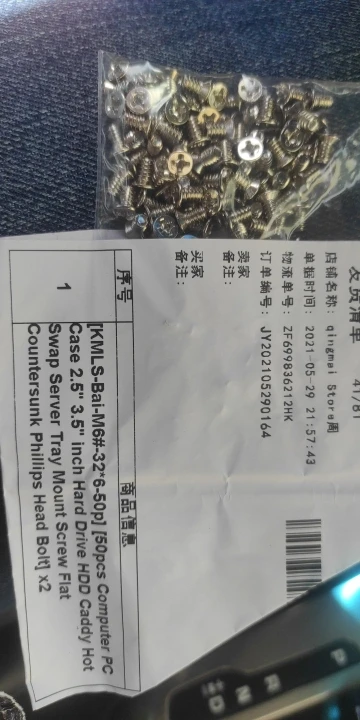 发货清单 41/81
店铺名称: qingmai Store周
单据时间: 2021-05-29 21:57:43
物流单号: ZF699836212HK
订单编号: JY202105290164
卖家
备注:
买家
备注:
序号 商品信息
1 [KMLS-Bai-M6#-32*6-50p] [50pcs Computer PC
Case 2.5" 3.5" inch Hard Drive HDD Caddy Hot
Swap Server Tray Mount Screw Flat
Countersunk Phillips Head Bolt] x2
P
R
N
D